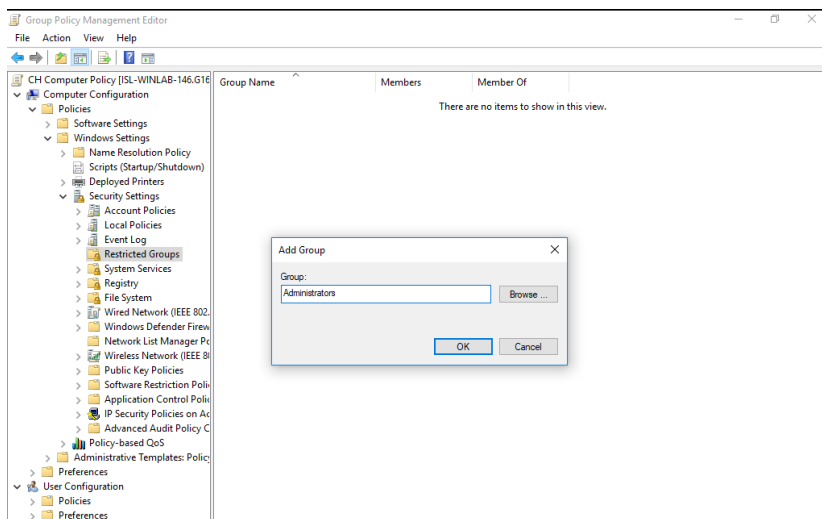 Group Policy Management Editor
File Action View Help
CH Computer Policy [ISL-WINLAB-146.G16
Computer Configuration
Policies
Software Settings
Windows Settings
Name Resolution Policy
Scripts (Startup/Shutdown)
Deployed Printers
Security Settings
Account Policies
Local Policies
Event Log
Restricted Groups
System Services
Registry
File System
Wired Network (IEEE 802.
Windows Defender Firew
Network List Manager Po
Wireless Network (IEEE 8
Public Key Policies
Software Restriction Poli
Application Control Polic
IP Security Policies on Ac
Advanced Audit Policy C
Policy-based QoS
Administrative Templates: Policy
Preferences
User Configuration
Policies
Preferences
Group Name Members Member Of
There are no items to show in this view.
Add Group
Group:
Administrators Browse ...
OK Cancel